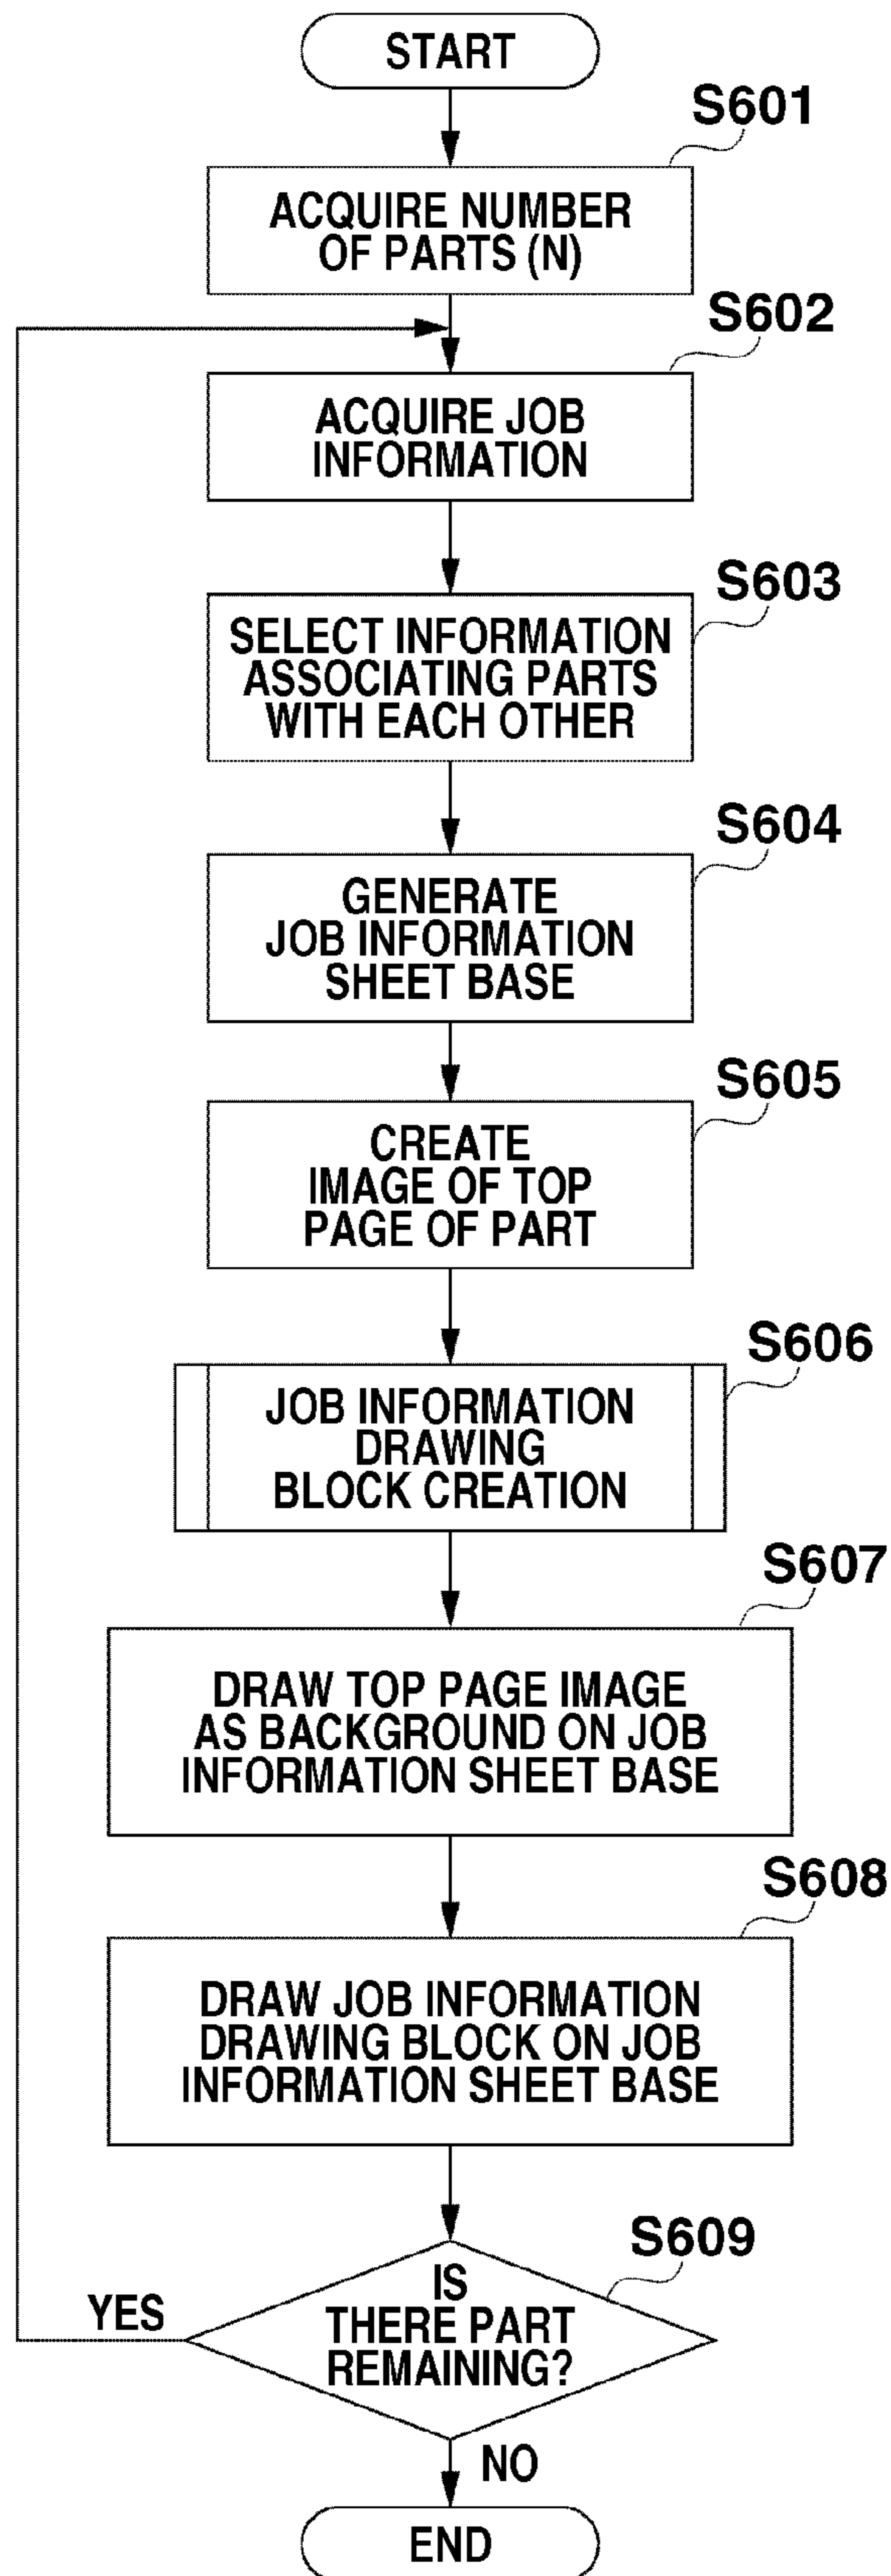 START
S601
ACQUIRE NUMBER
OF PARTS (N)
S602
ACQUIRE JOB
INFORMATION
S603
SELECT INFORMATION
ASSOCIATING PARTS
WITH EACH OTHER
S604
GENERATE
JOB INFORMATION
SHEET BASE
S605
CREATE
IMAGE OF TOP
PAGE OF PART
S606
JOB INFORMATION
DRAWING
BLOCK CREATION
S607
DRAW TOP PAGE IMAGE
AS BACKGROUND ON JOB
INFORMATION SHEET BASE
S608
DRAW JOB INFORMATION
DRAWING BLOCK ON JOB
INFORMATION SHEET BASE
S609
IS
THERE PART
REMAINING?
YES
NO
END